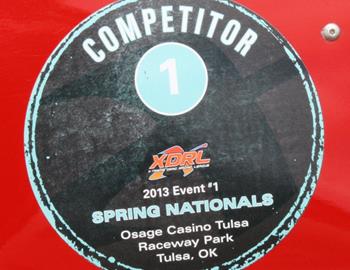 COMPETITOR
1
XDRL
2013 Event #1
SPRING NATIONALS
Osage Casino Tulsa
Raceway Park
Tulsa, OK